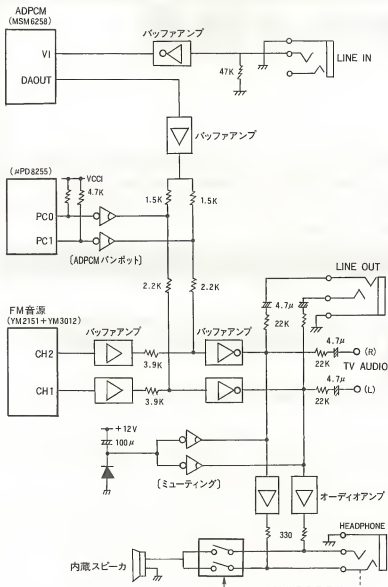 ADPCM
(MSM6258)
VI
DAOUT
バッファアンプ
47K
LINE IN
バッファアンプ
(μPD8255)
VCCI
4.7K
PC0
PC1
1.5K
1.5K
〔ADPCMパンポット〕
2.2K
2.2K
LINE OUT
4.7μ
22K
FM音源
(YM2151+YM3012)
バッファアンプ
バッファアンプ
CH2
3.9K
4.7μ
22K
(R)
TV AUDIO
CH1
3.9K
4.7μ
22K
(L)
+12V
100μ
〔ミューティング〕
オーディオアンプ
330
HEADPHONE
内蔵スピーカ